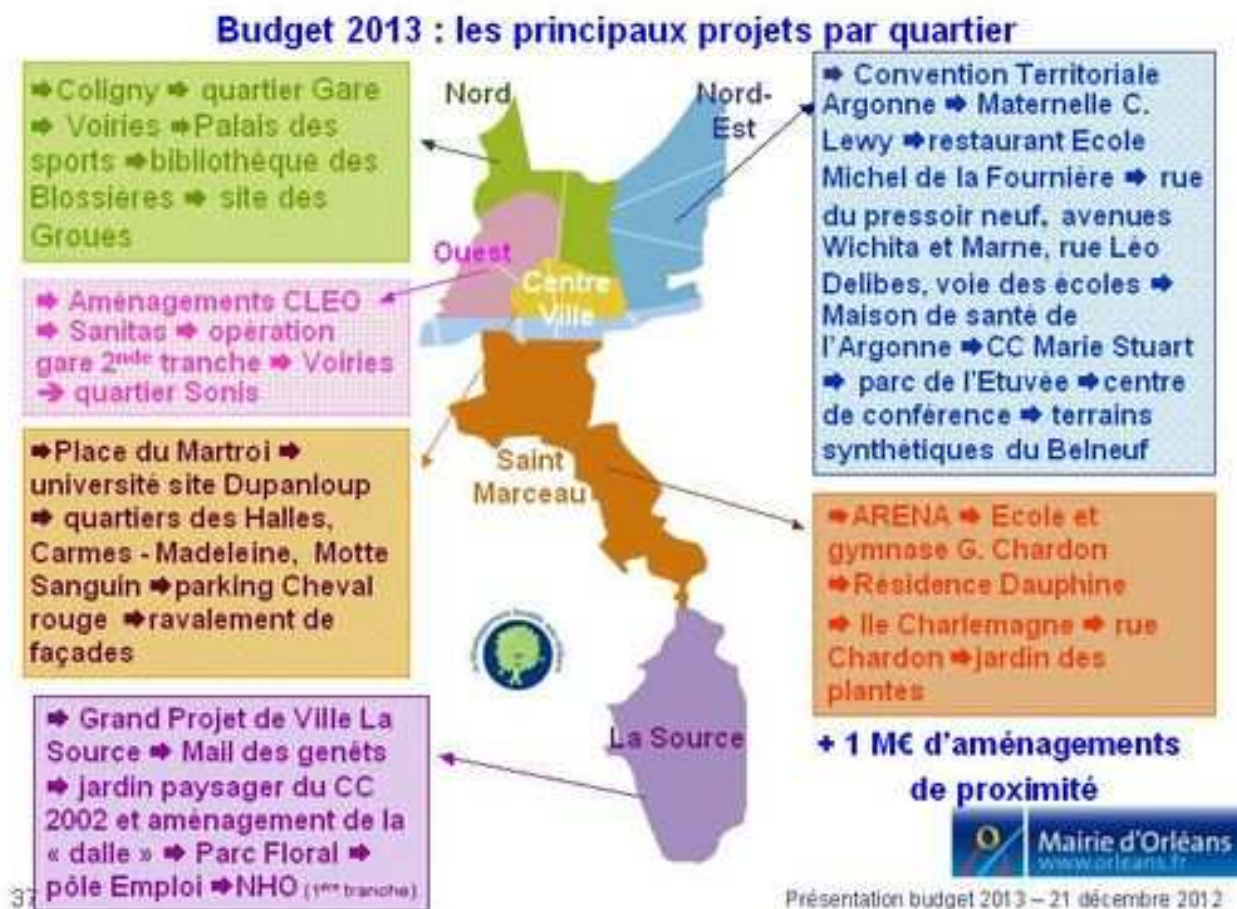 Budget 2013 : les principaux projets par quartier
➡Coligny ➡ quartier Gare
➡ Voiries ➡Palais des
sports ➡bibliothèque des
Blossières ➡ site des
Groues
➡ Aménagements CLEO
➡ Sanitas ➡ opération
gare 2nde tranche ➡ Voiries
→ quartier Sonis
➡Place du Martroi ➡
université site Dupanloup
➡ quartiers des Halles,
Carmes - Madeleine, Motte
Sanguin ➡parking Cheval
rouge ➡ravalement de
façades
➡ Grand Projet de Ville La
Source ➡ Mail des genêts
➡ jardin paysager du CC
2002 et aménagement de la
« dalle » ➡ Parc Floral ➡
pôle Emploi ➡NHO (1ère tranche)
Nord
Nord-
Est
Ouest
Centre
Ville
Saint
Marceau
La Source
➡ Convention Territoriale
Argonne ➡ Maternelle C.
Lewy ➡restaurant Ecole
Michel de la Fournière ➡ rue
du pressoir neuf, avenues
Wichita et Marne, rue Léo
Delibes, voie des écoles ➡
Maison de santé de
l'Argonne ➡CC Marie Stuart
➡ parc de l'Etuvée ➡centre
de conférence ➡ terrains
synthétiques du Belneuf
➡ARENA ➡ Ecole et
gymnase G. Chardon
➡Résidence Dauphine
➡ Ile Charlemagne ➡ rue
Chardon ➡jardin des
plantes
+ 1 M€ d'aménagements
de proximité
Mairie d'Orléans
www.orleans.fr
37
Présentation budget 2013 – 21 décembre 2012